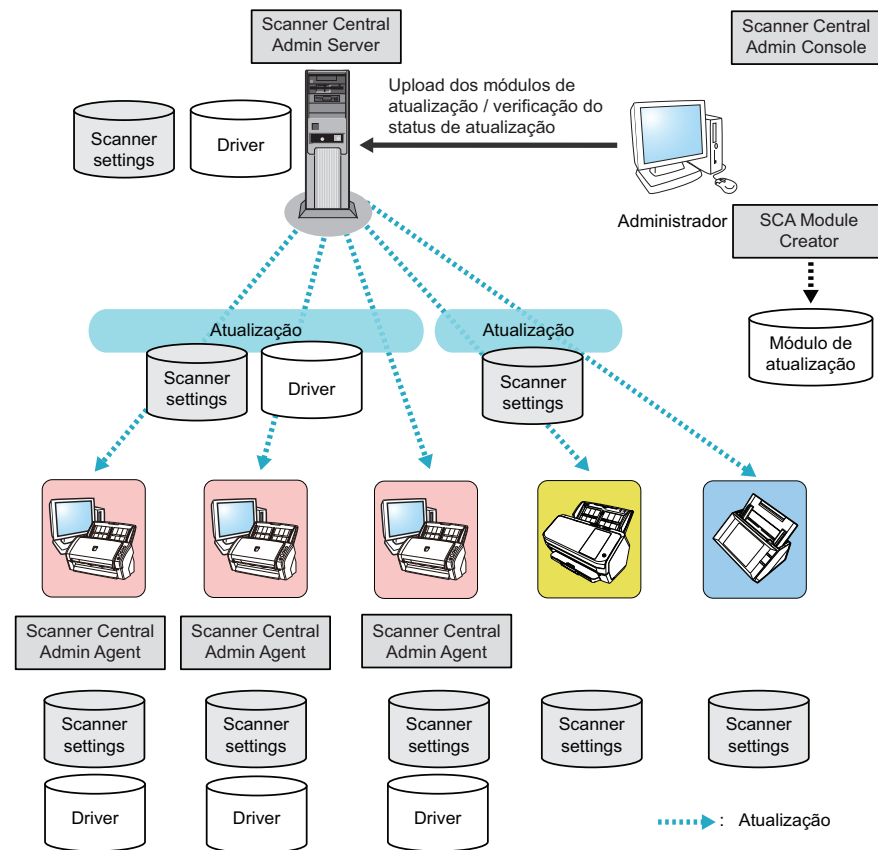 Scanner Central
Admin Server
Scanner Central
Admin Console
Upload dos módulos de
atualização / verificação do
status de atualização
Scanner
settings
Driver
Administrador
SCA Module
Creator
Módulo de
atualização
Atualização
Scanner
settings
Driver
Atualização
Scanner
settings
Scanner Central
Admin Agent
Scanner Central
Admin Agent
Scanner Central
Admin Agent
Scanner
settings
Scanner
settings
Scanner
settings
Scanner
settings
Scanner
settings
Driver
Driver
Driver
: Atualização